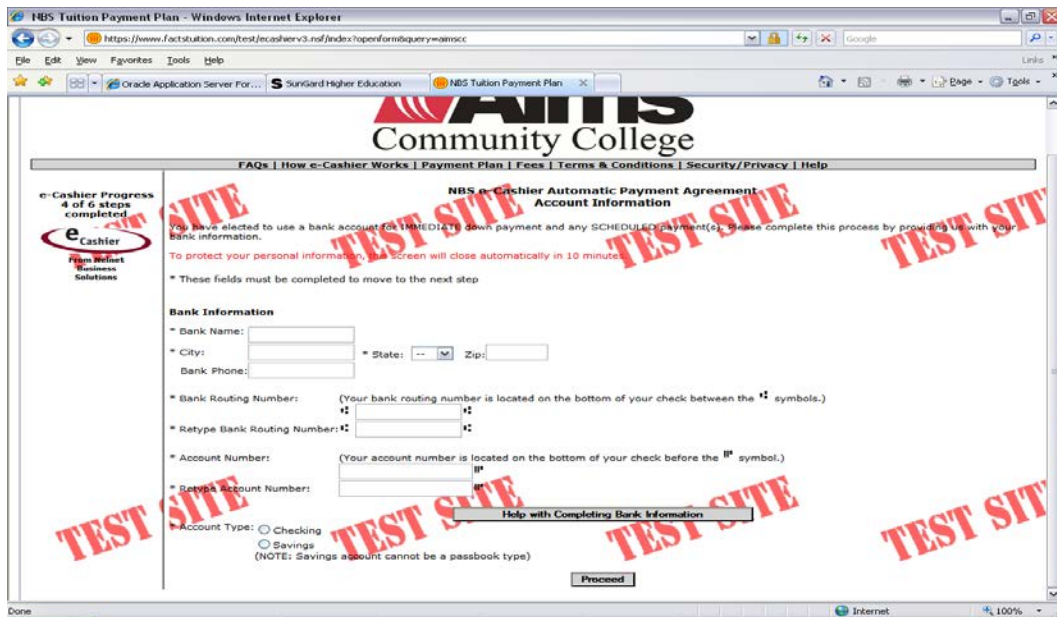 NBS Tuition Payment Plan - Windows Internet Explorer
https://www.factstuition.com/test/ecashierv3.nsf/index?openform&query=aimscc
Google
File Edit View Favorites Tools Help
Links
Oracle Application Server For... SunGard Higher Education NBS Tuition Payment Plan
Page Tools
Aims
Community College
FAQs | How e-Cashier Works | Payment Plan | Fees | Terms & Conditions | Security/Privacy | Help
e-Cashier Progress
4 of 6 steps
completed
e Cashier
From Nelnet
Business
Solutions
NBS e-Cashier Automatic Payment Agreement
Account Information
TEST SITE TEST SITE TEST SITE TEST SITE TEST SIT
You have elected to use a bank account for IMMEDIATE down payment and any SCHEDULED payment(s). Please complete this process by providing us with your
bank information.
To protect your personal information, this screen will close automatically in 10 minutes.
* These fields must be completed to move to the next step
Bank Information
* Bank Name:
* City: * State: -- Zip:
Bank Phone:
* Bank Routing Number: (Your bank routing number is located on the bottom of your check between the ⑆ symbols.)
⑆ ⑆
* Retype Bank Routing Number: ⑆ ⑆
* Account Number: (Your account number is located on the bottom of your check before the ⑈ symbol.)
⑈
* Retype Account Number: ⑈
Help with Completing Bank Information
* Account Type: Checking
Savings
(NOTE: Savings account cannot be a passbook type)
TEST SITE TEST SITE TEST SITE TEST SIT
Proceed
Done Internet 100%